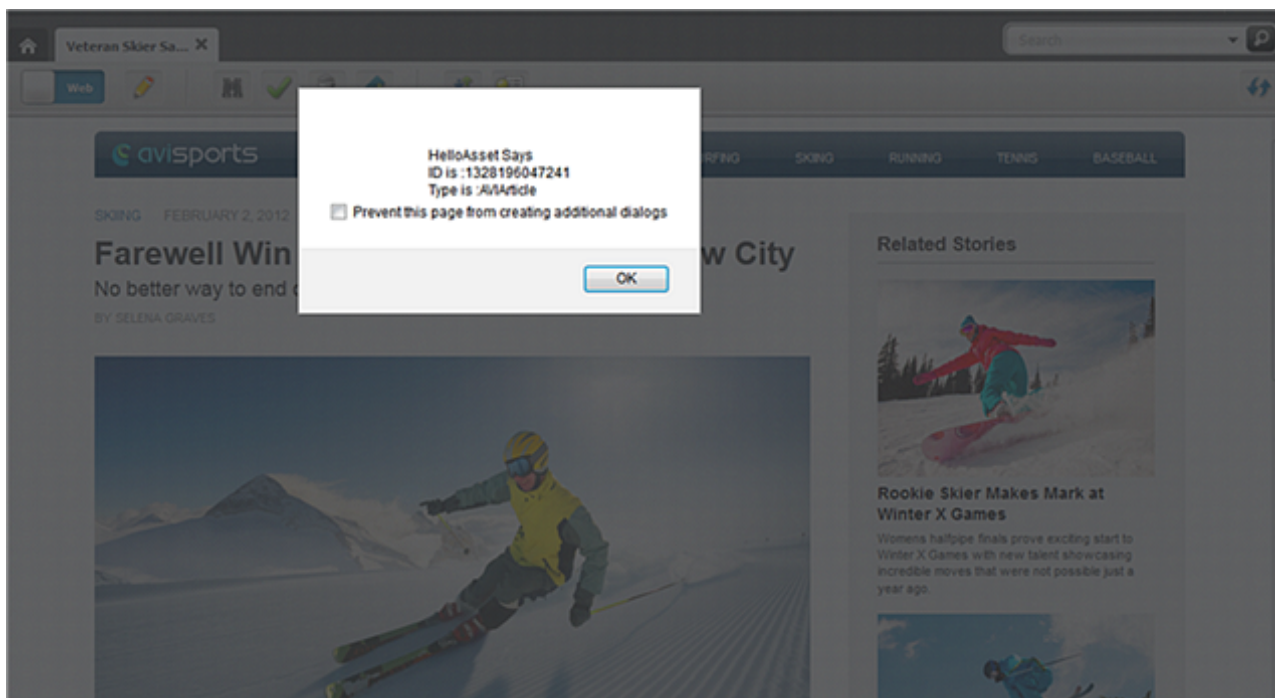 Veteran Skier Sa...
Search
Web
avisports
SKIING
RUNNING
TENNIS
BASEBALL
HelloAsset Says
ID is :1328196047241
Type is :AVIArticle
Prevent this page from creating additional dialogs
OK
SKIING FEBRUARY 2, 2012
Farewell Win
w City
No better way to end
BY SELENA GRAVES
Related Stories
Rookie Skier Makes Mark at
Winter X Games
Womens halfpipe finals prove exciting start to
Winter X Games with new talent showcasing
incredible moves that were not possible just a
year ago.